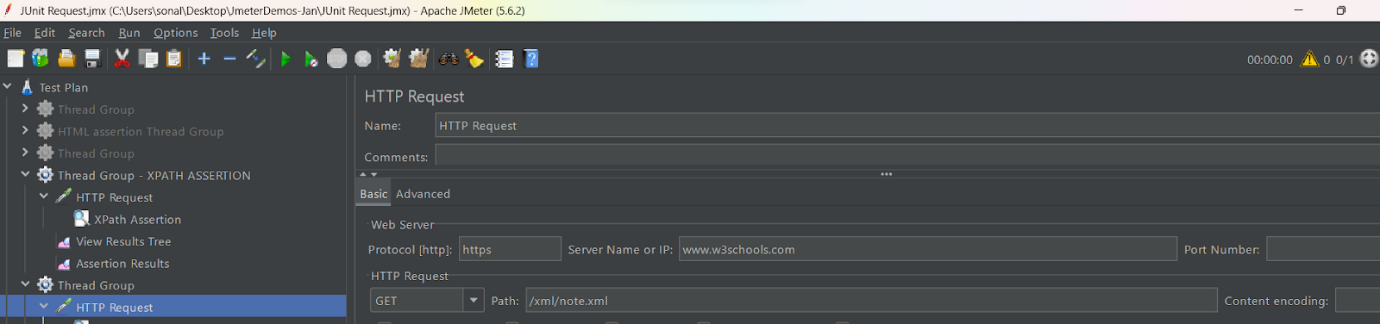 JUnit Request.jmx (C:\Users\sonal\Desktop\JmeterDemos-Jan\JUnit Request.jmx) - Apache JMeter (5.6.2)
File Edit Search Run Options Tools Help
00:00:00 0 0/1
Test Plan
Thread Group
HTML assertion Thread Group
Thread Group
Thread Group - XPATH ASSERTION
HTTP Request
XPath Assertion
View Results Tree
Assertion Results
Thread Group
HTTP Request
HTTP Request
Name: HTTP Request
Comments:
Basic Advanced
Web Server
Protocol [http]: https Server Name or IP: www.w3schools.com Port Number:
HTTP Request
GET Path: /xml/note.xml Content encoding: